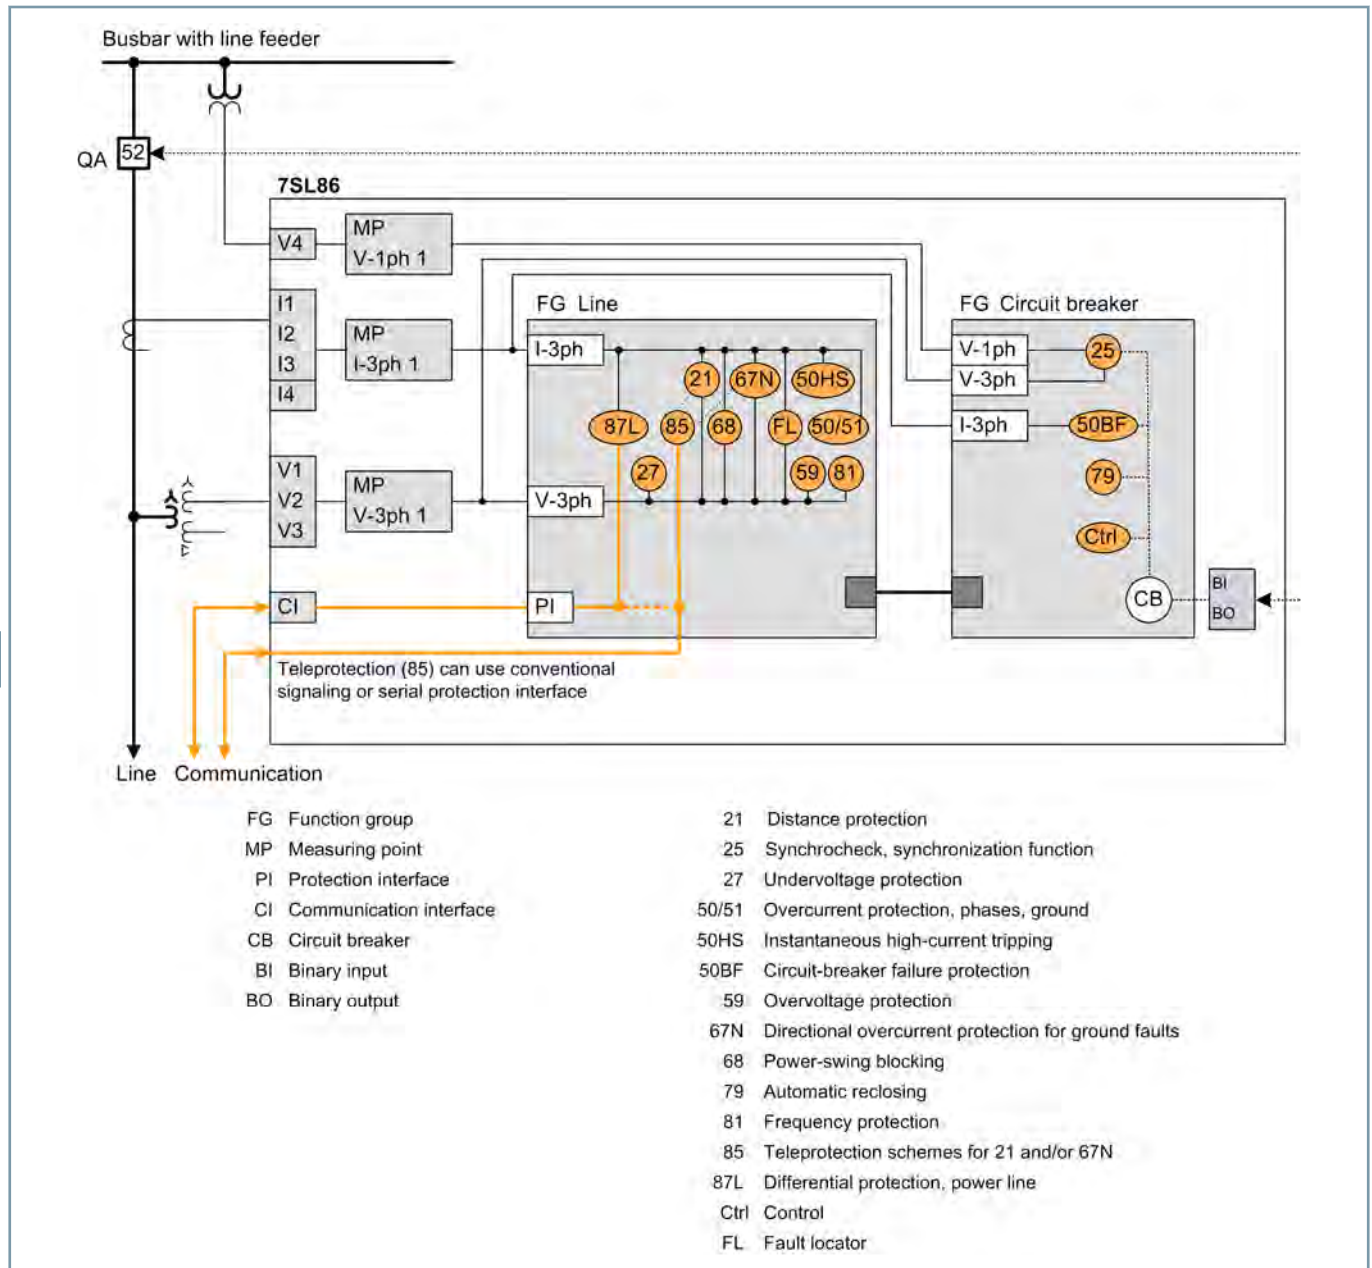 Busbar with line feeder
QA
52
7SL86
V4
MP
V-1ph 1
I1
I2
I3
I4
MP
I-3ph 1
V1
V2
V3
MP
V-3ph 1
CI
FG Line
I-3ph
V-3ph
PI
21
67N
50HS
87L
85
68
FL
50/51
27
59
81
FG Circuit breaker
V-1ph
V-3ph
I-3ph
25
50BF
79
Ctrl
CB
BI
BO
Teleprotection (85) can use conventional
signaling or serial protection interface
Line
Communication
FG Function group
MP Measuring point
PI Protection interface
CI Communication interface
CB Circuit breaker
BI Binary input
BO Binary output
21 Distance protection
25 Synchrocheck, synchronization function
27 Undervoltage protection
50/51 Overcurrent protection, phases, ground
50HS Instantaneous high-current tripping
50BF Circuit-breaker failure protection
59 Overvoltage protection
67N Directional overcurrent protection for ground faults
68 Power-swing blocking
79 Automatic reclosing
81 Frequency protection
85 Teleprotection schemes for 21 and/or 67N
87L Differential protection, power line
Ctrl Control
FL Fault locator